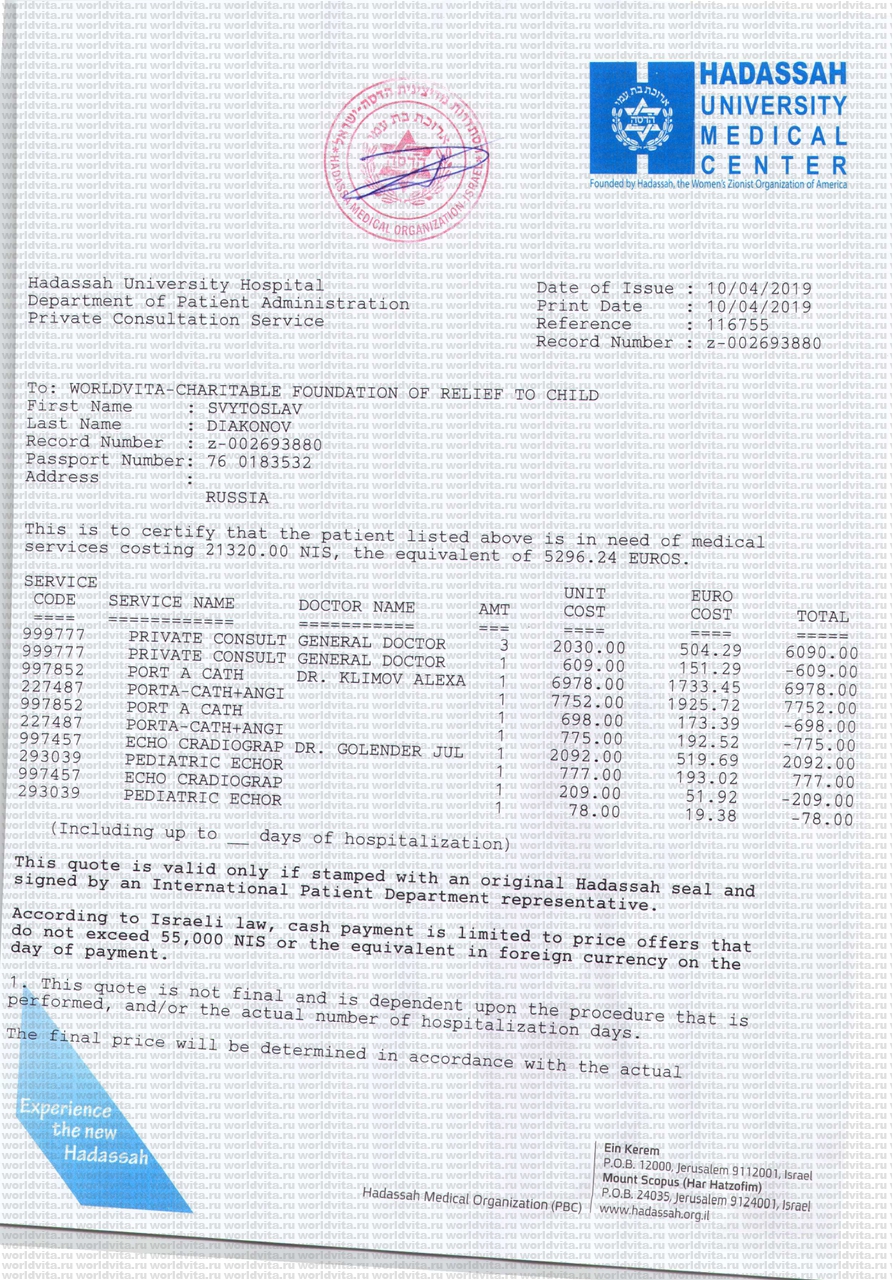 HADASSAH
UNIVERSITY
MEDICAL
CENTER
Founded by Hadassah, the Women's Zionist Organization of America
ארוכת בת עמי
הדסה
הסתדרות מדיצינית הדסה-ישראל
HADASSA MEDICAL ORGANIZATION, ISRAEL
Hadassah University Hospital
Department of Patient Administration
Private Consultation Service
Date of Issue : 10/04/2019
Print Date : 10/04/2019
Reference : 116755
Record Number : z-002693880
To: WORLDVITA-CHARITABLE FOUNDATION OF RELIEF TO CHILD
First Name : SVYTOSLAV
Last Name : DIAKONOV
Record Number : z-002693880
Passport Number: 76 0183532
Address :
RUSSIA
This is to certify that the patient listed above is in need of medical
services costing 21320.00 NIS, the equivalent of 5296.24 EUROS.
SERVICE CODE SERVICE NAME DOCTOR NAME AMT UNIT COST EURO COST TOTAL
==== ============ =========== === ==== ==== =====
999777 PRIVATE CONSULT GENERAL DOCTOR 3 2030.00 504.29 6090.00
999777 PRIVATE CONSULT GENERAL DOCTOR 1 609.00 151.29 -609.00
997852 PORT A CATH DR. KLIMOV ALEXA 1 6978.00 1733.45 6978.00
227487 PORTA-CATH+ANGI 1 7752.00 1925.72 7752.00
997852 PORT A CATH 1 698.00 173.39 -698.00
227487 PORTA-CATH+ANGI 1 775.00 192.52 -775.00
997457 ECHO CRADIOGRAP DR. GOLENDER JUL 1 2092.00 519.69 2092.00
293039 PEDIATRIC ECHOR 1 777.00 193.02 777.00
997457 ECHO CRADIOGRAP 1 209.00 51.92 -209.00
293039 PEDIATRIC ECHOR 1 78.00 19.38 -78.00
(Including up to __ days of hospitalization)
This quote is valid only if stamped with an original Hadassah seal and
signed by an International Patient Department representative.
According to Israeli law, cash payment is limited to price offers that
do not exceed 55,000 NIS or the equivalent in foreign currency on the
day of payment.
1. This quote is not final and is dependent upon the procedure that is
performed, and/or the actual number of hospitalization days.
The final price will be determined in accordance with the actual
Experience
the new
Hadassah
Hadassah Medical Organization (PBC)
Ein Kerem
P.O.B. 12000, Jerusalem 9112001, Israel
Mount Scopus (Har Hatzofim)
P.O.B. 24035, Jerusalem 9124001, Israel
www.hadassah.org.il
worldvita.ru